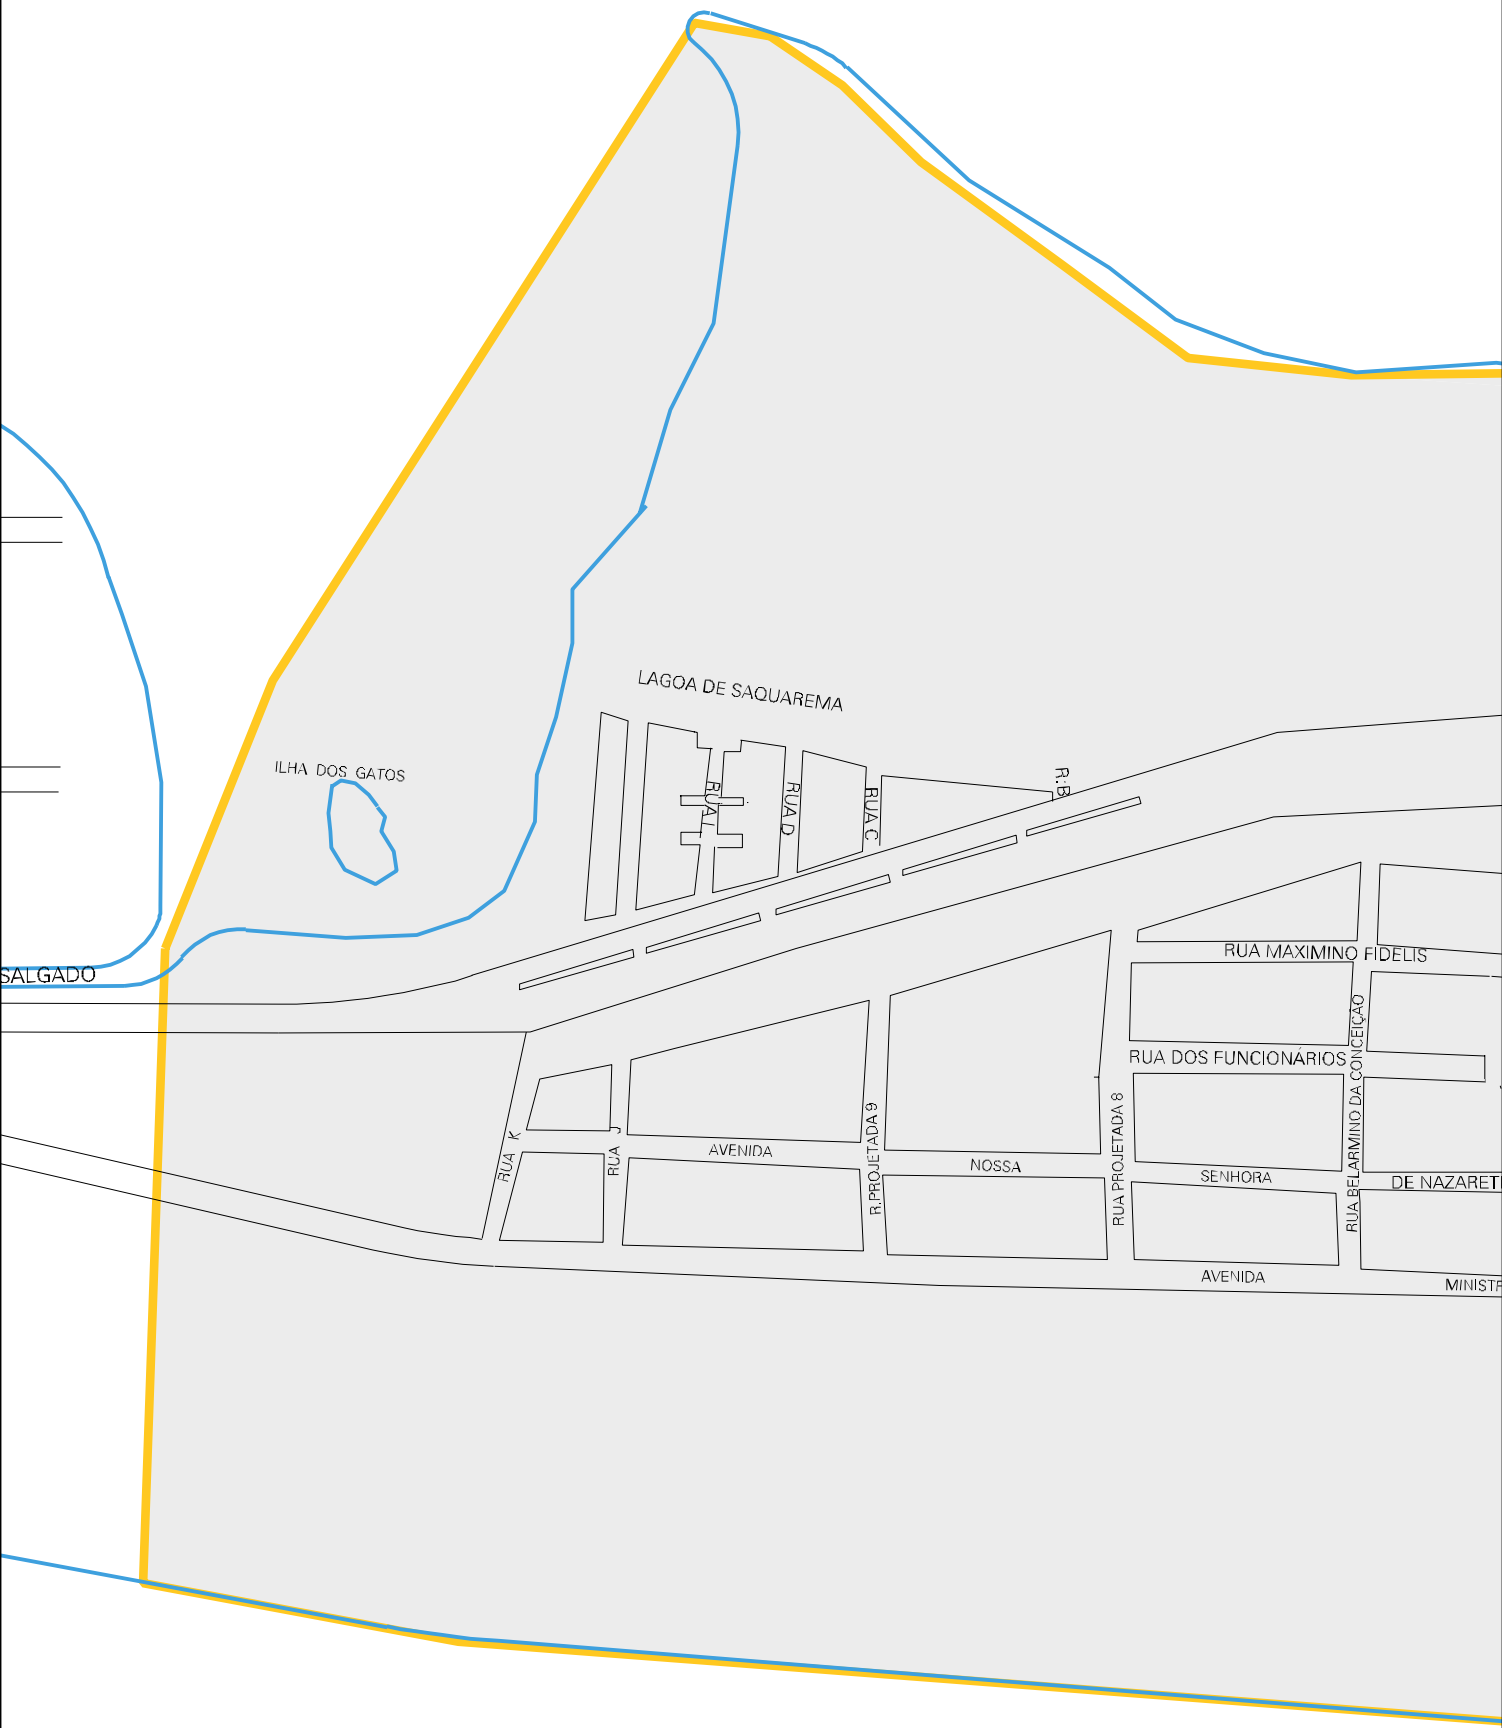 LAGOA DE SAQUAREMA
ILHA DOS GATOS
RUA I
RUA D
RUA C
R.B
SALGADO
RUA MAXIMINO FIDELIS
RUA DOS FUNCIONÁRIOS
RUA BELARMINO DA CONCEIÇAO
RUA K
RUA J
AVENIDA
R.PROJETADA 9
NOSSA
RUA PROJETADA 8
SENHORA
DE NAZARET
AVENIDA
MINIST